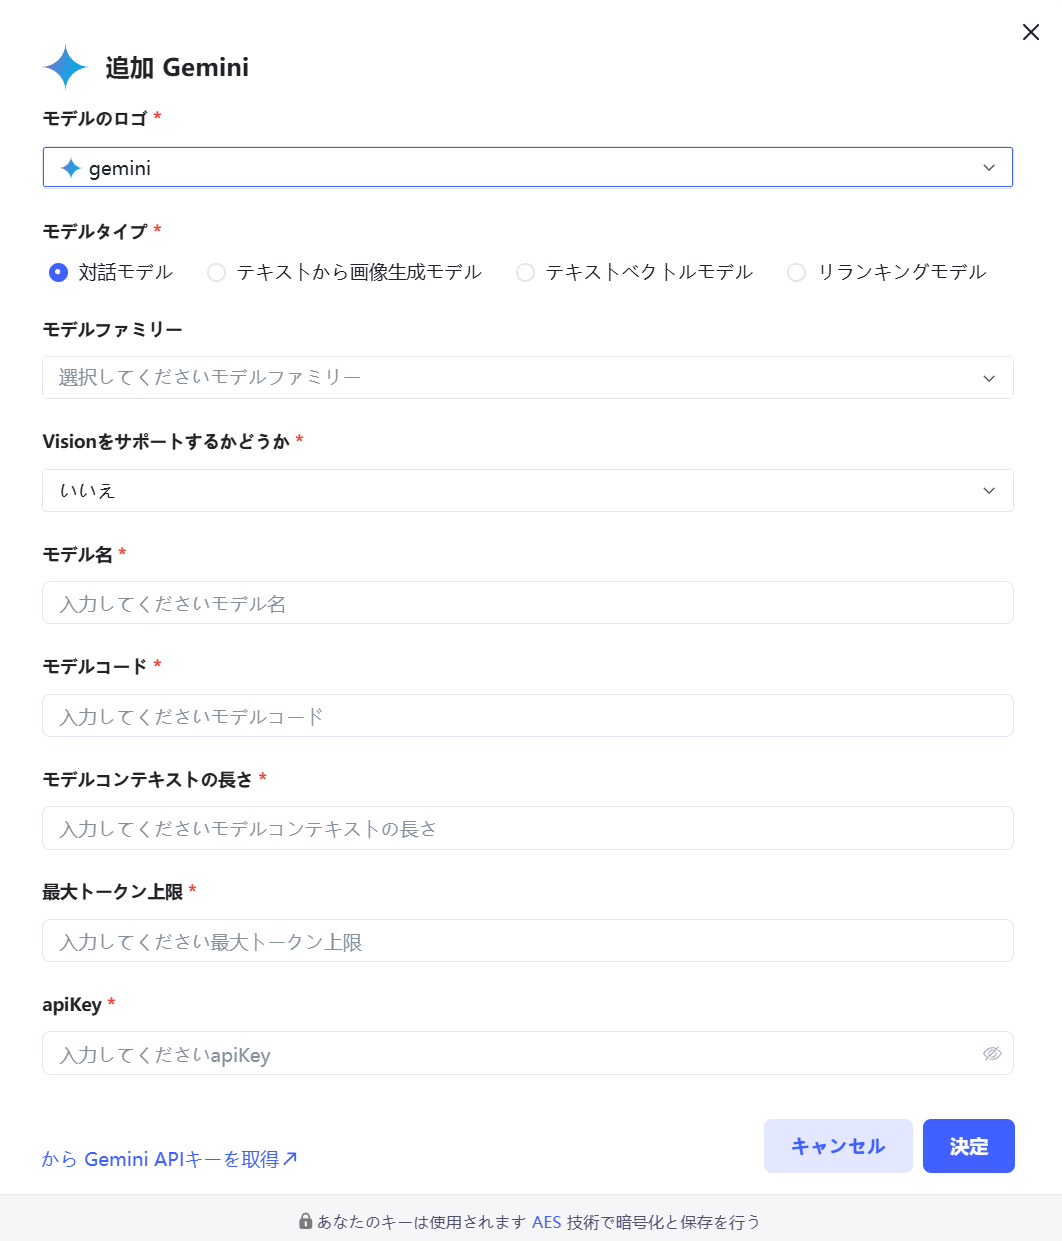 追加 Gemini
モデルのロゴ *
gemini
モデルタイプ *
対話モデル テキストから画像生成モデル テキストベクトルモデル リランキングモデル
モデルファミリー
選択してくださいモデルファミリー
Visionをサポートするかどうか *
いいえ
モデル名 *
入力してくださいモデル名
モデルコード *
入力してくださいモデルコード
モデルコンテキストの長さ *
入力してくださいモデルコンテキストの長さ
最大トークン上限 *
入力してください最大トークン上限
apiKey *
入力してくださいapiKey
から Gemini APIキーを取得
キャンセル 決定
あなたのキーは使用されます AES 技術で暗号化と保存を行う